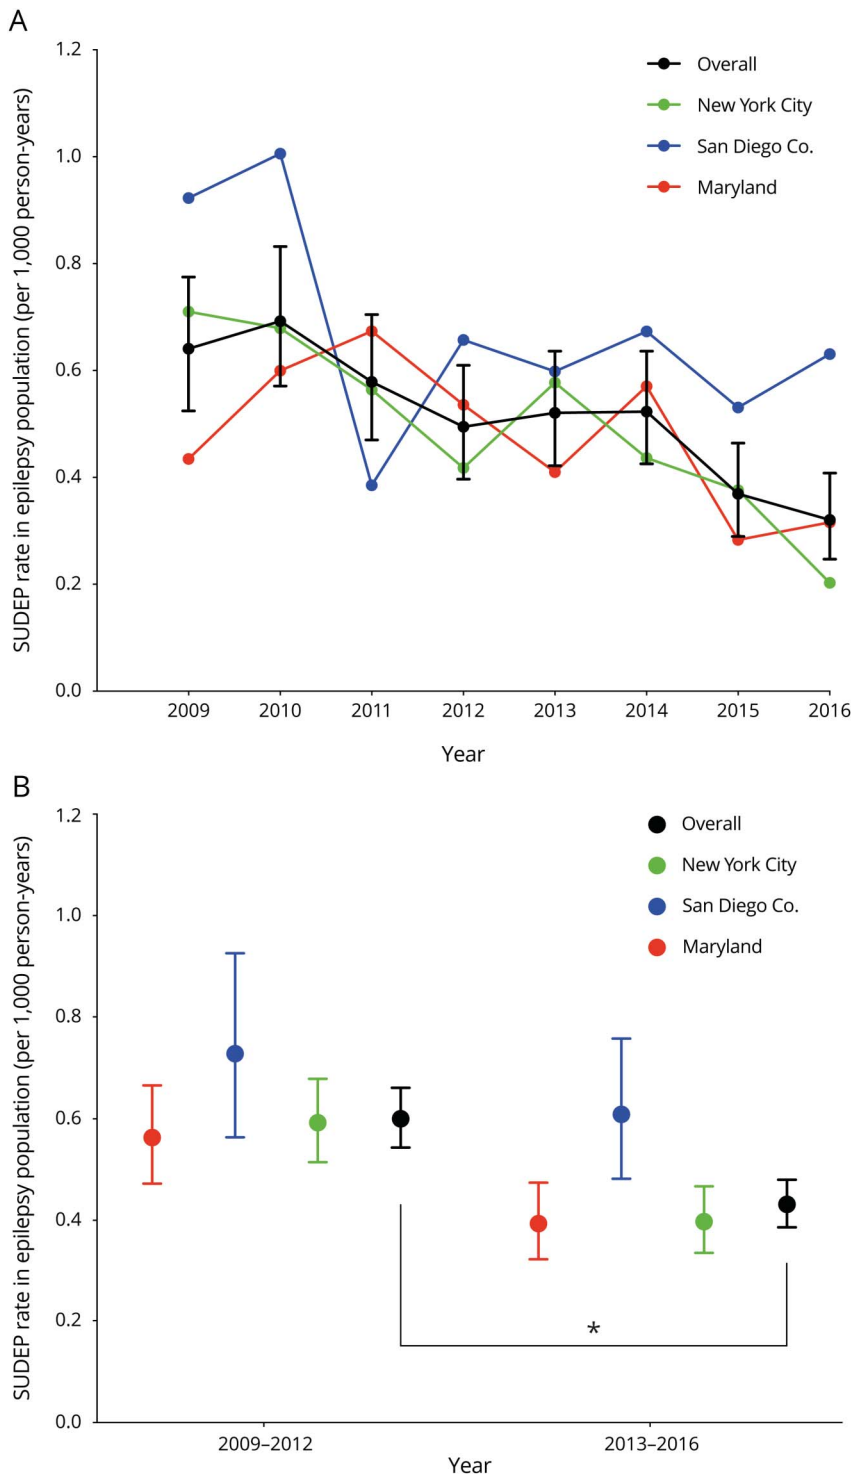 A
SUDEP rate in epilepsy population (per 1,000 person-years)
1.2
1.0
0.8
0.6
0.4
0.2
0.0
Overall
New York City
San Diego Co.
Maryland
2009 2010 2011 2012 2013 2014 2015 2016
Year
B
SUDEP rate in epilepsy population (per 1,000 person-years)
1.2
1.0
0.8
0.6
0.4
0.2
0.0
Overall
New York City
San Diego Co.
Maryland
*
2009–2012 2013–2016
Year